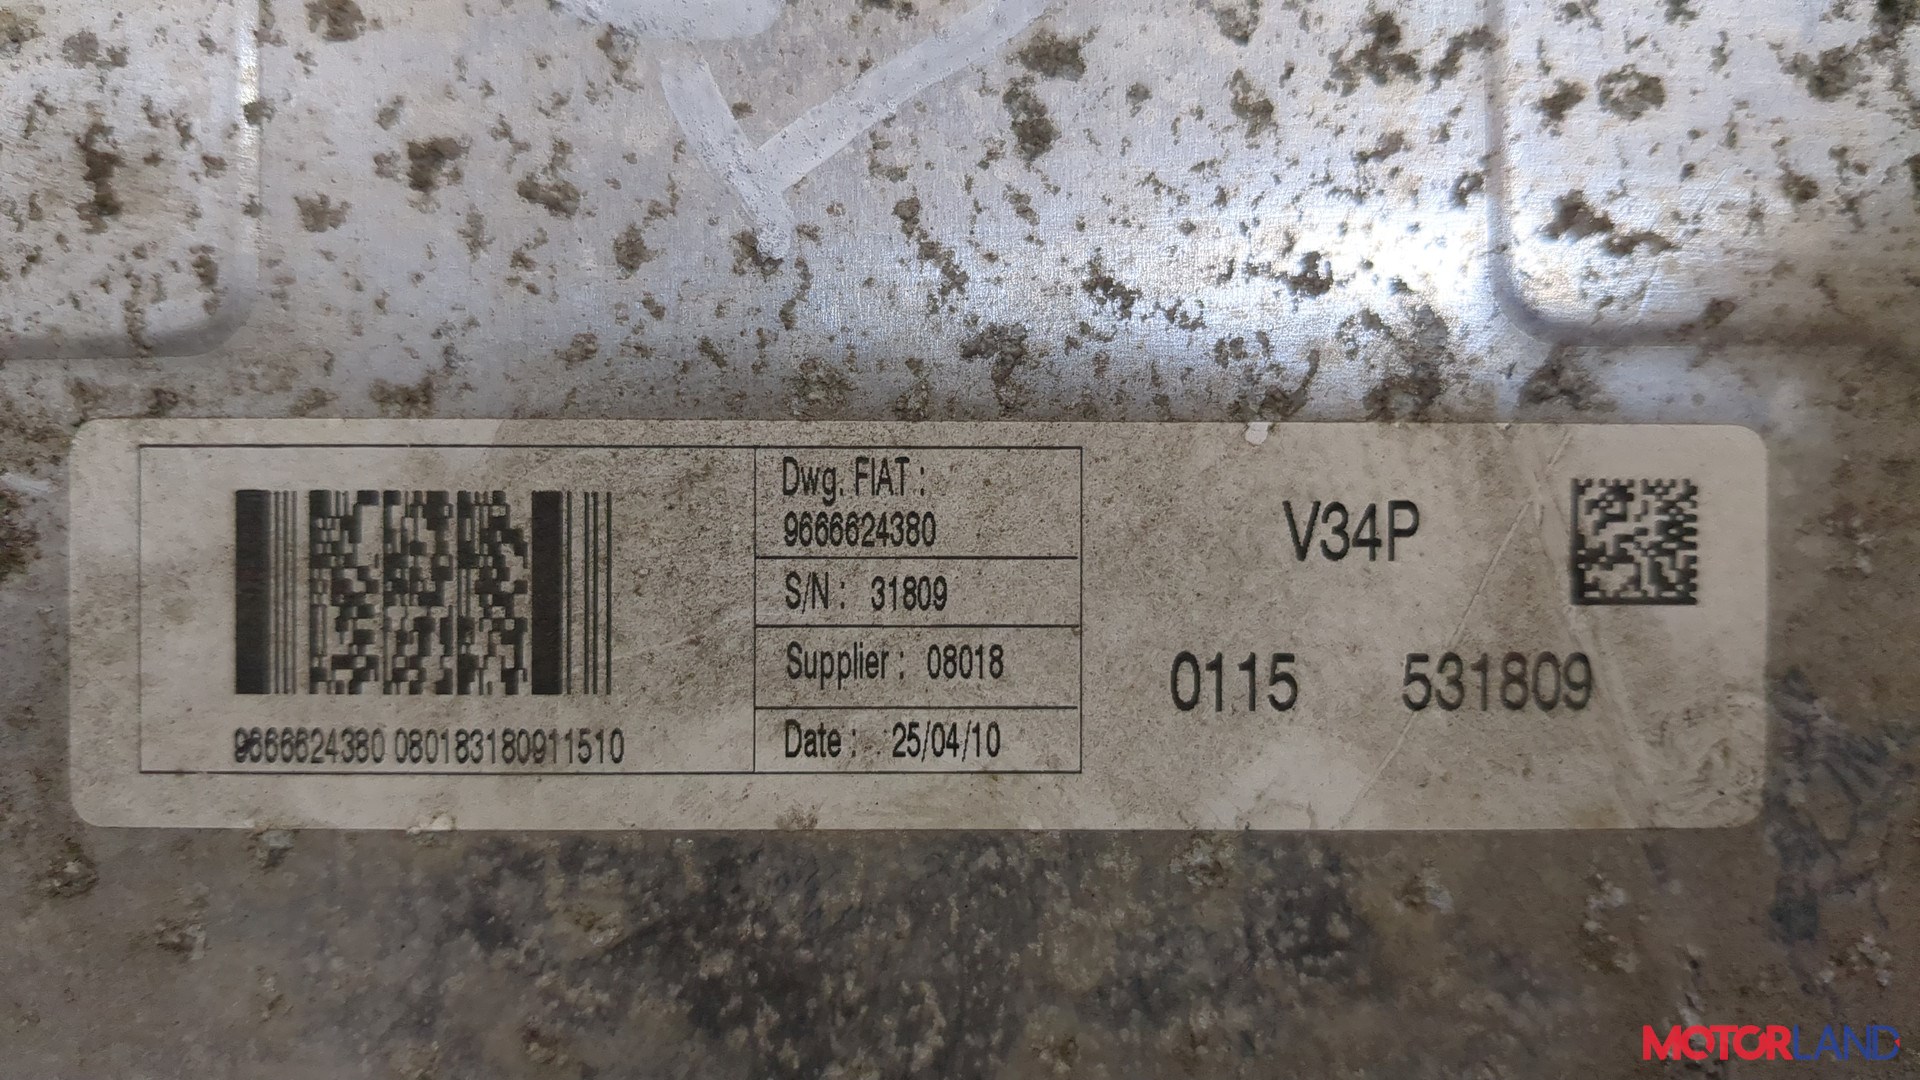 Dwg. FIAT :
9666624380
S/N : 31809
Supplier : 08018
Date : 25/04/10
9666624380 080183180911510
V34P
0115 531809
MOTORLAND